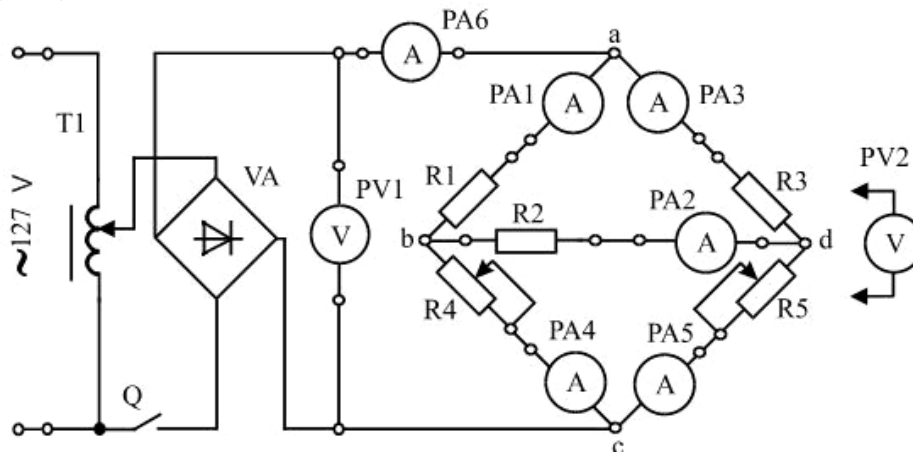 PA6
a
A
PA1
A
A
PA3
T1
VA
PV1
R1
R3
PV2
~127 V
V
b
R2
PA2
A
d
V
R4
R5
PA4
PA5
Q
A
A
c